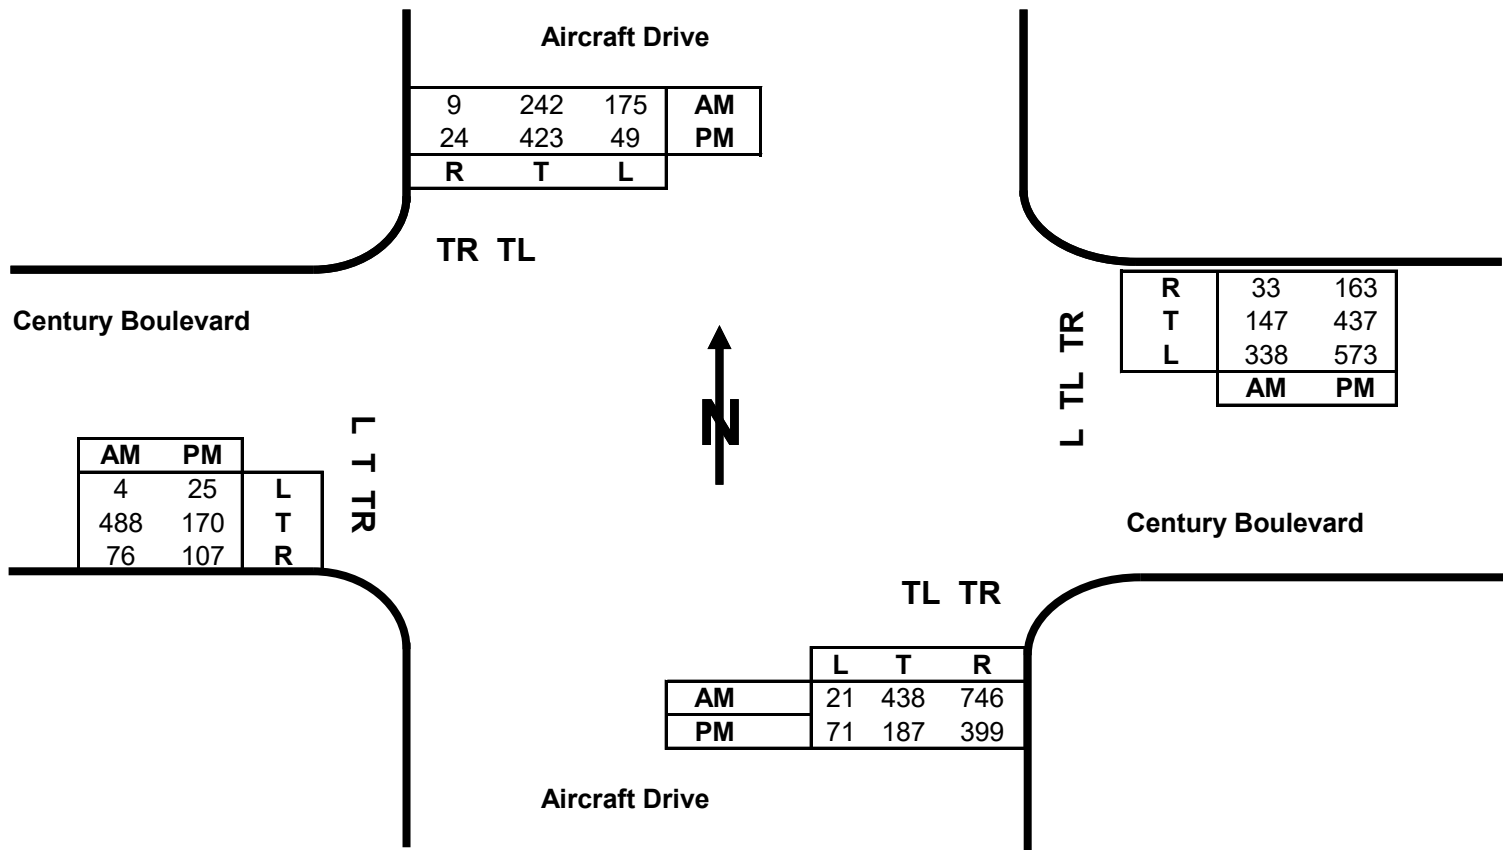 Aircraft Drive
9 242 175 AM
24 423 49 PM
R T L
TR TL
Century Boulevard
R 33 163
T 147 437
L 338 573
AM PM
L TL TR
N
L T TR
AM PM
4 25 L
488 170 T
76 107 R
Century Boulevard
TL TR
L T R
AM 21 438 746
PM 71 187 399
Aircraft Drive